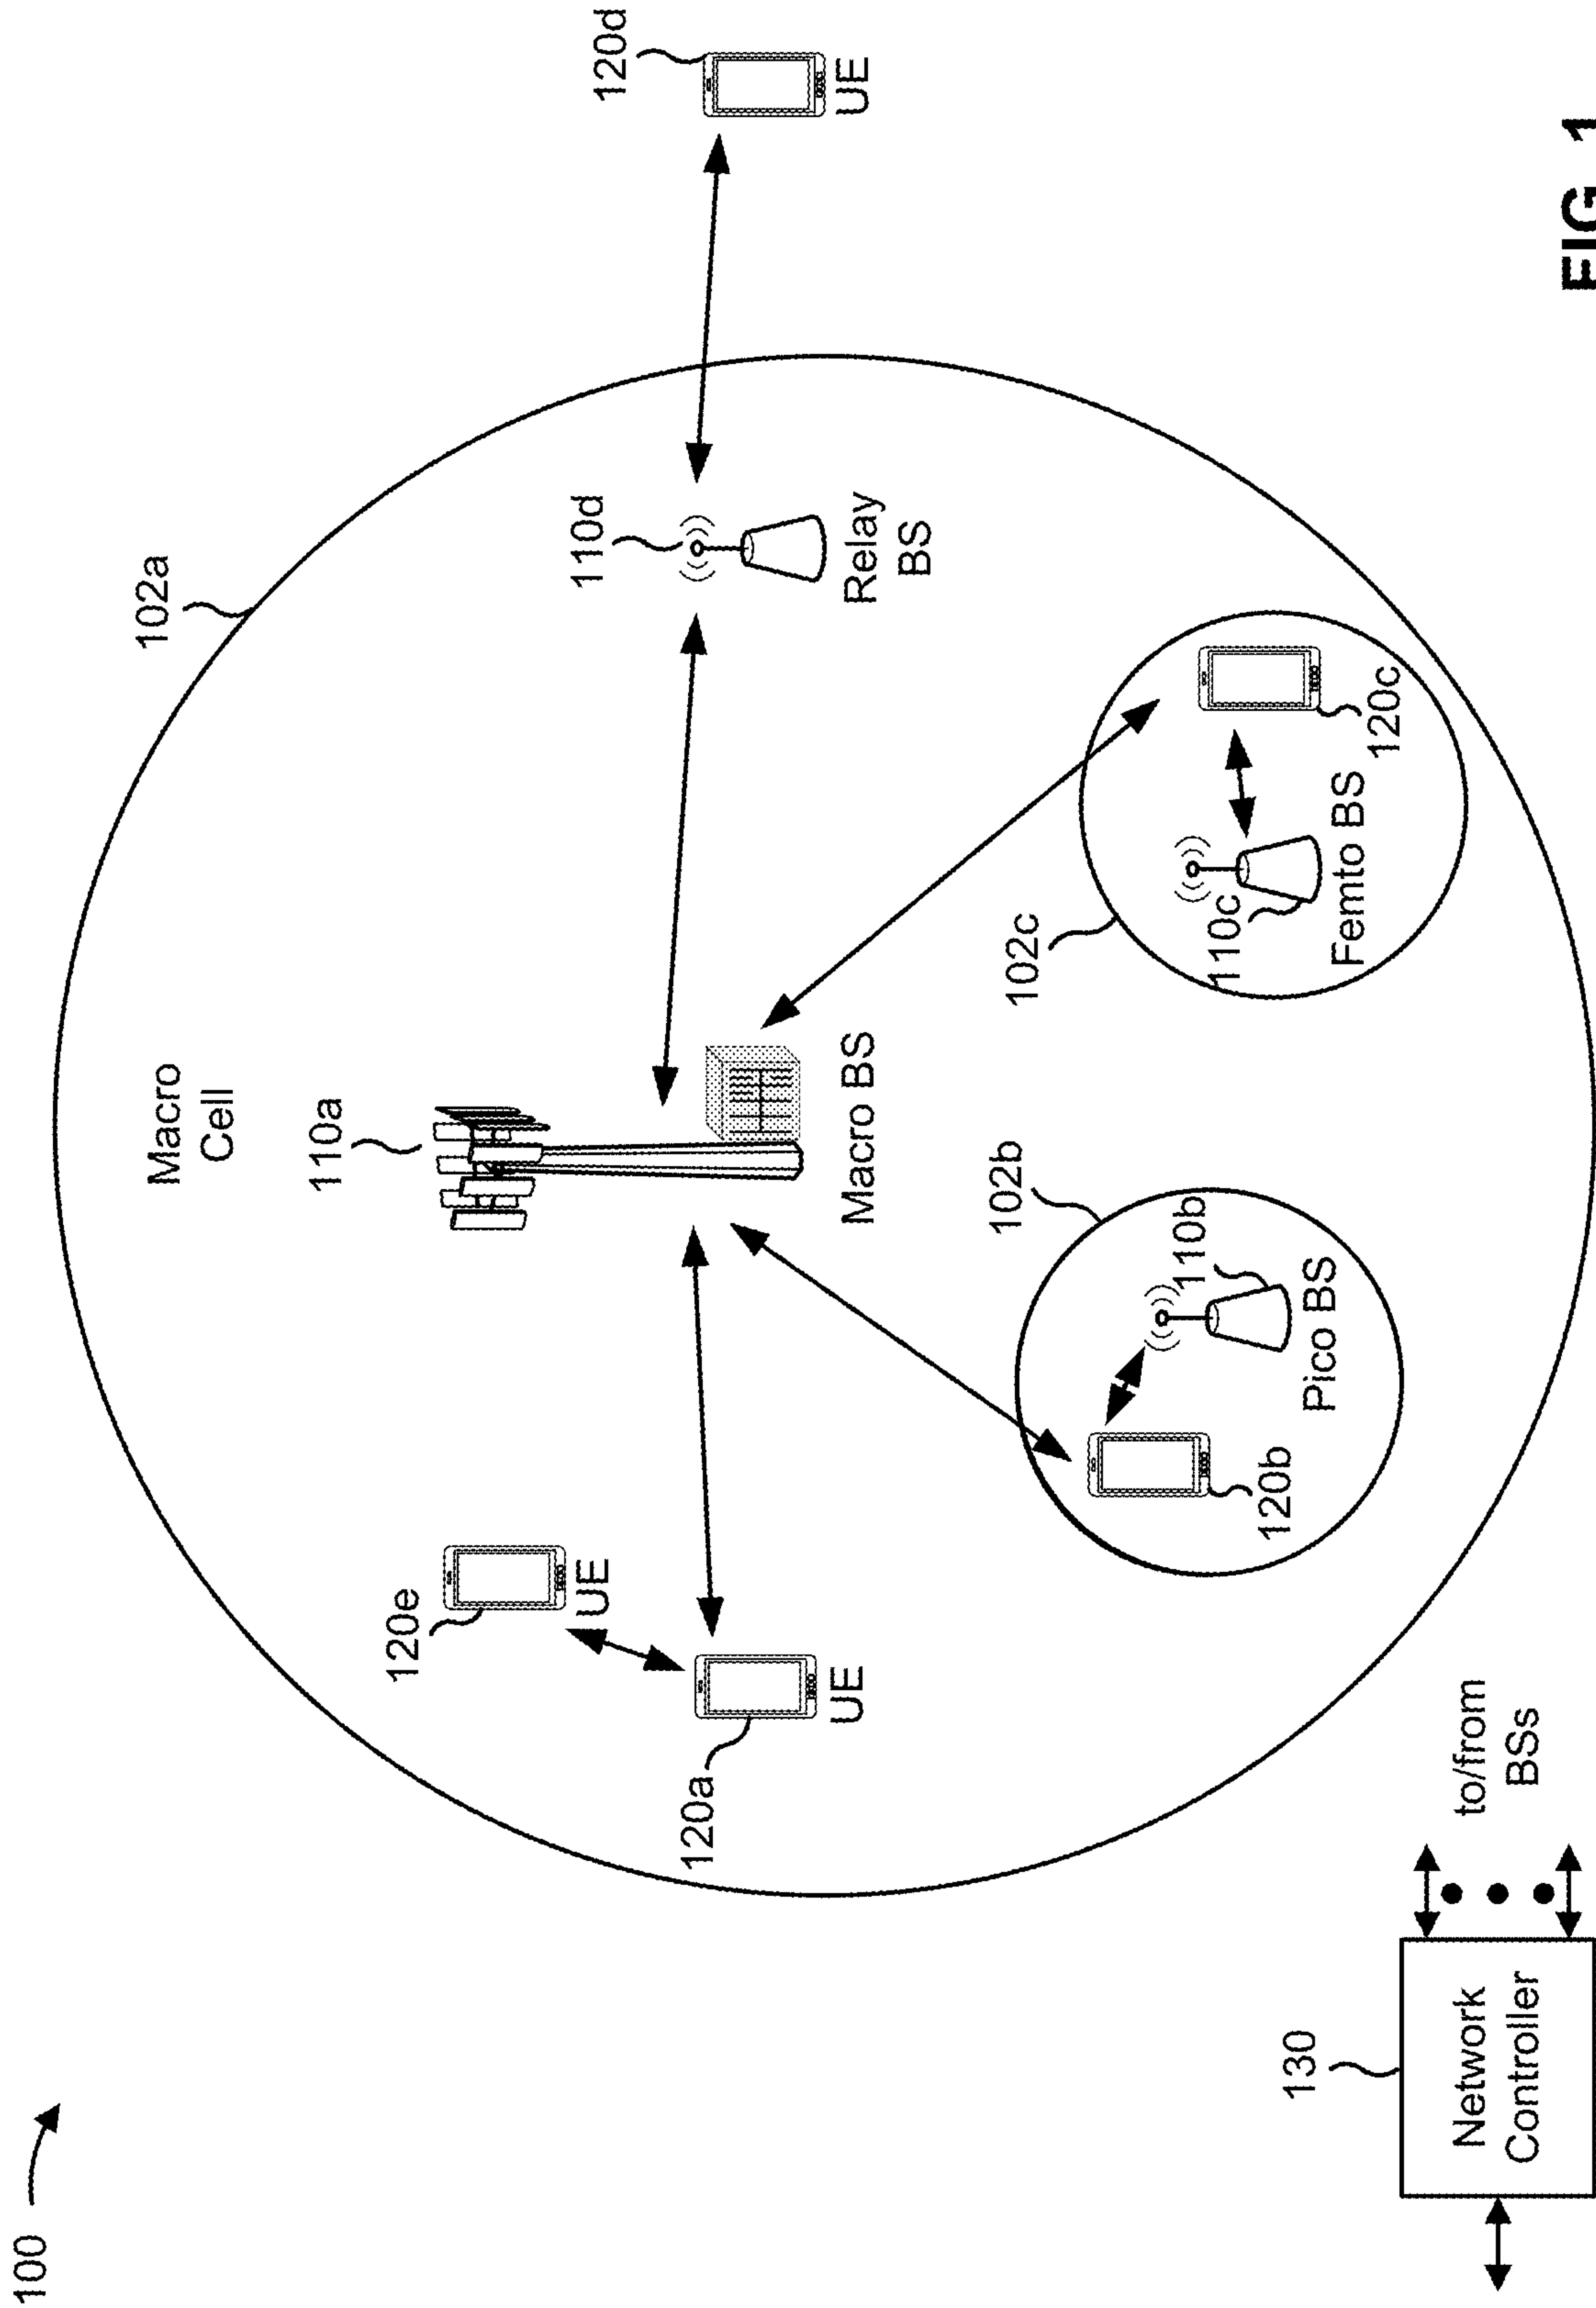 100
102a
Macro
Cell
110a
120d
UE
120e
UE
110d
120a
UE
Macro BS
Relay
BS
102b
102c
110b
Pico BS
120b
110c
Femto BS
120c
130
Network
Controller
to/from
BSs
FIG. 1